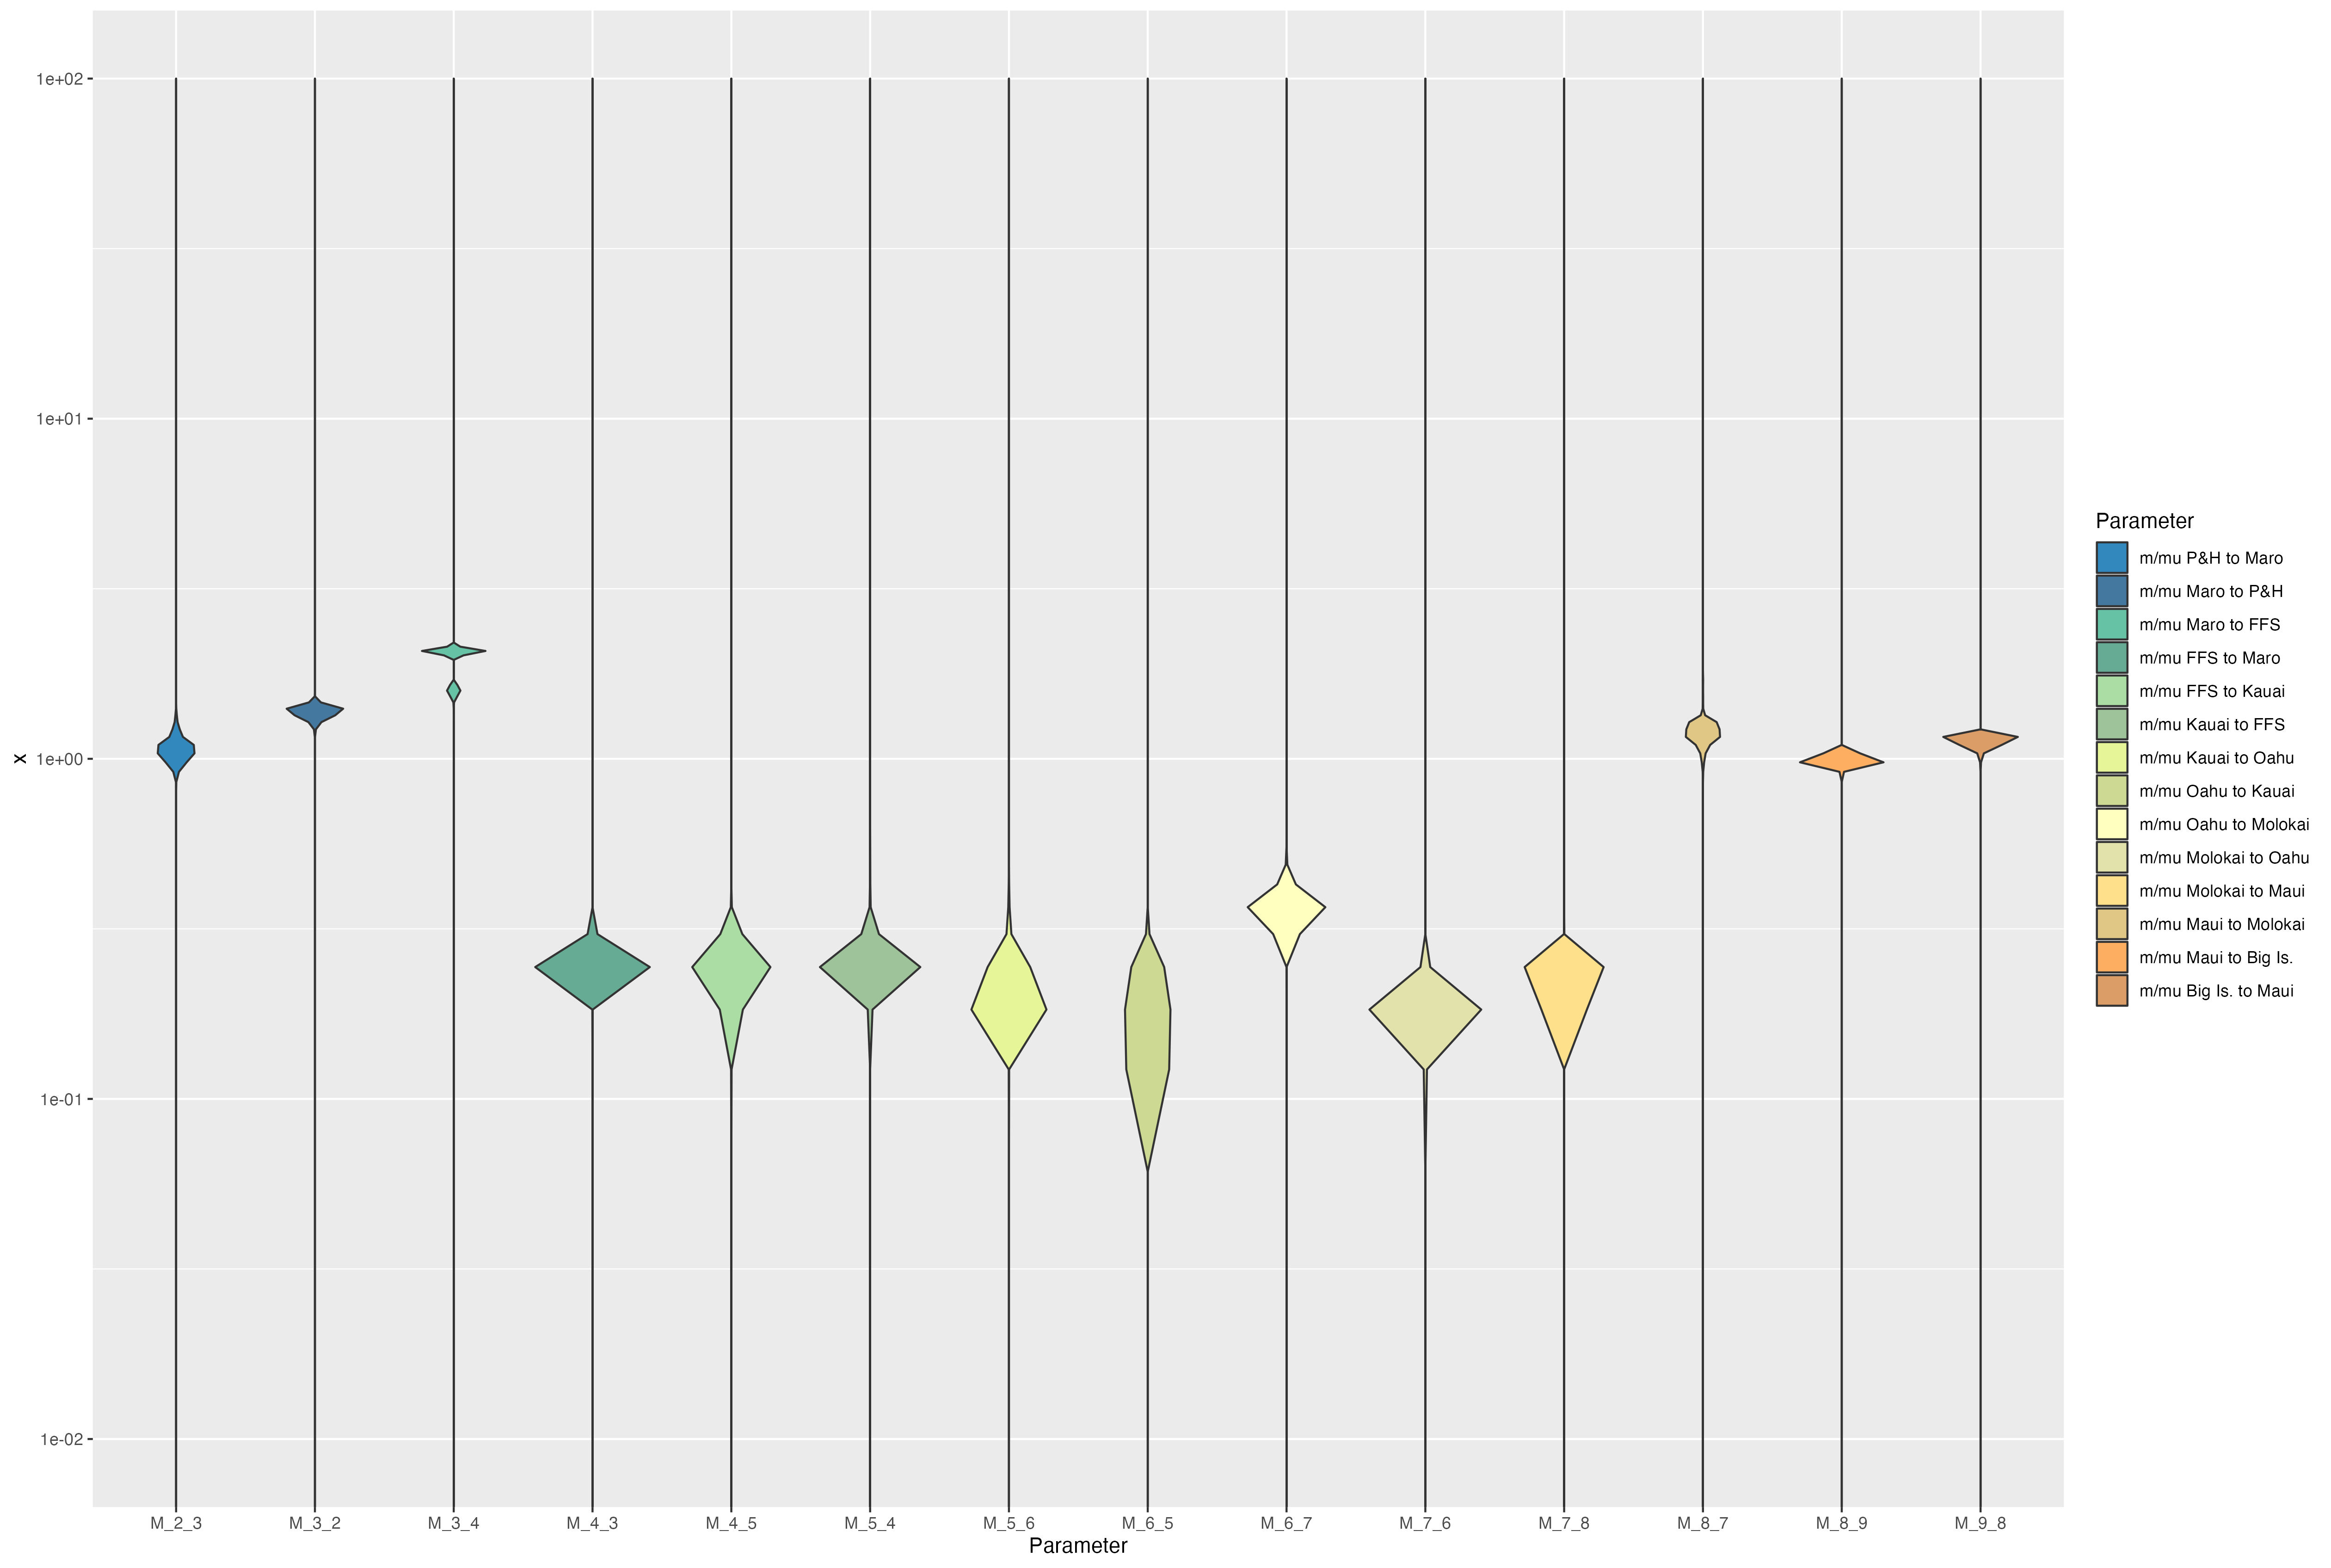 1e+02
1e+01
1e+00
1e-01
1e-02
x
M_2_3 M_3_2 M_3_4 M_4_3 M_4_5 M_5_4 M_5_6 M_6_5 M_6_7 M_7_6 M_7_8 M_8_7 M_8_9 M_9_8
Parameter
Parameter
m/mu P&H to Maro
m/mu Maro to P&H
m/mu Maro to FFS
m/mu FFS to Maro
m/mu FFS to Kauai
m/mu Kauai to FFS
m/mu Kauai to Oahu
m/mu Oahu to Kauai
m/mu Oahu to Molokai
m/mu Molokai to Oahu
m/mu Molokai to Maui
m/mu Maui to Molokai
m/mu Maui to Big Is.
m/mu Big Is. to Maui